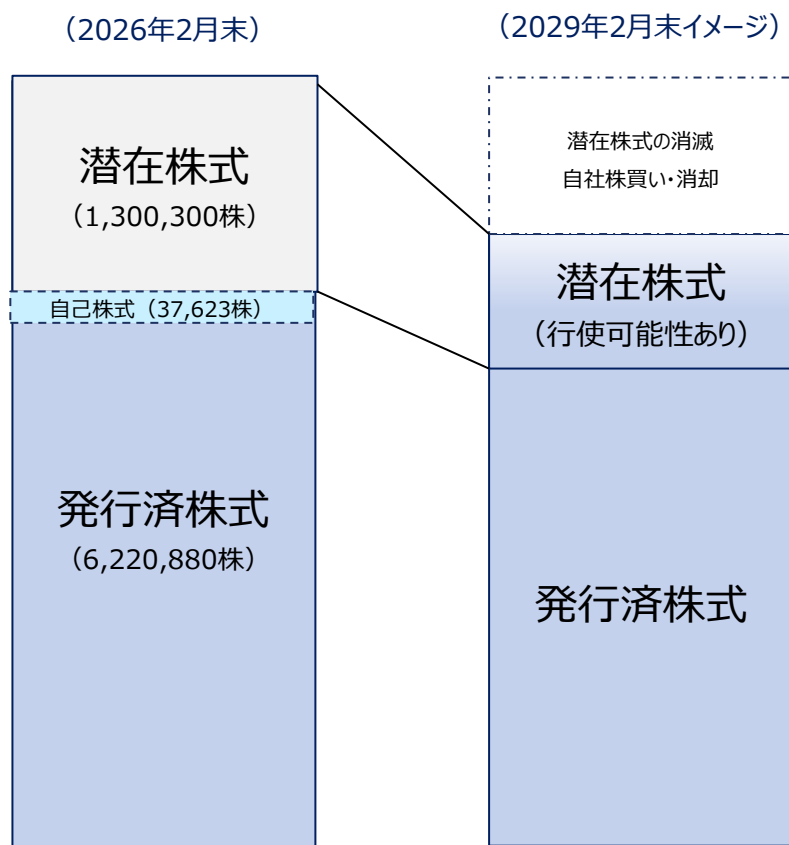 （2026年2月末）
（2029年2月末イメージ）
潜在株式
（1,300,300株）
自己株式（37,623株）
発行済株式
（6,220,880株）
潜在株式の消滅
自社株買い・消却
潜在株式
（行使可能性あり）
発行済株式